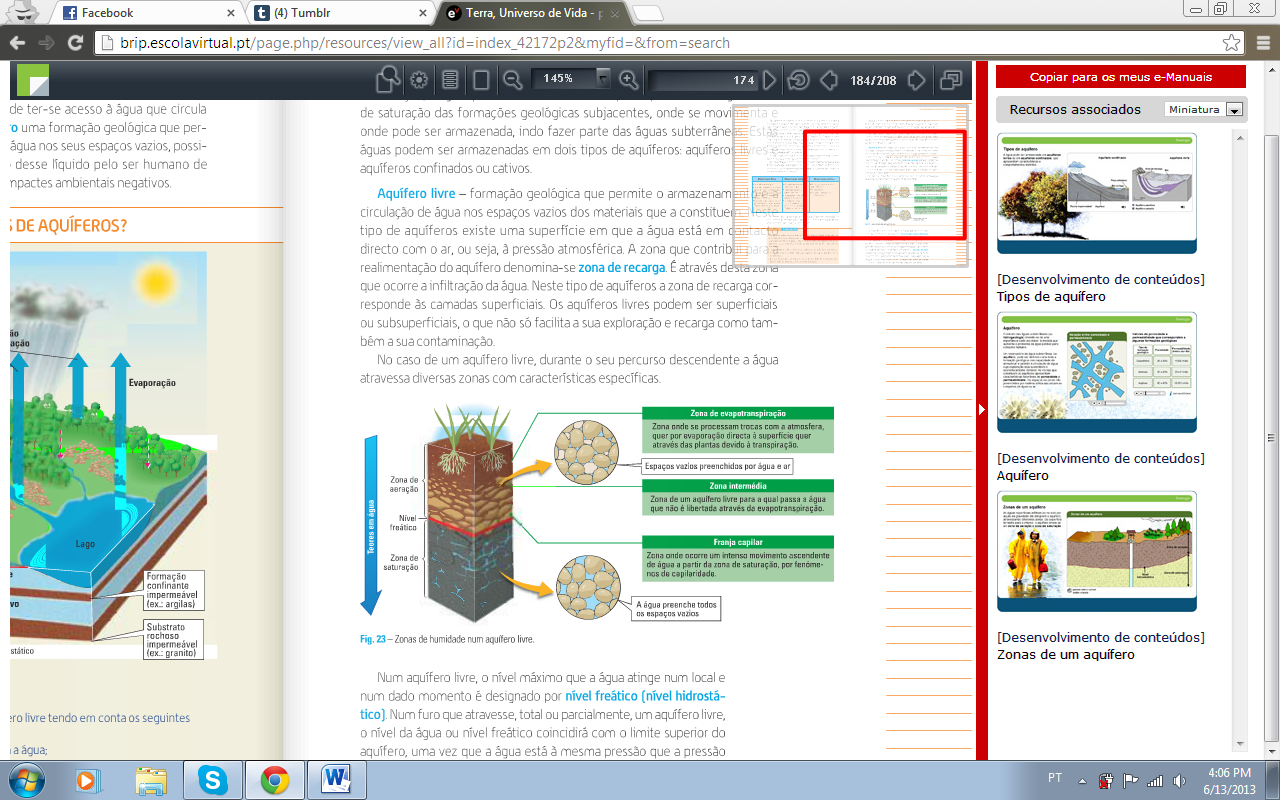 Facebook
(4) Tumblr
Terra, Universo de Vida - p
brip.escolavirtual.pt/page.php/resources/view_all?id=index_42172p2&myfid=&from=search
145%
174
184/208
de ter-se acesso à água que circula
uma formação geológica que per-
água nos seus espaços vazios, possi-
desse líquido pelo ser humano de
mpactes ambientais negativos.
S DE AQUÍFEROS?
Evaporação
Lago
Formação
confinante
impermeável
(ex.: argilas)
Substrato
rochoso
impermeável
(ex.: granito)
ero livre tendo em conta os seguintes
a água;
de saturação das formações geológicas subjacentes, onde se movimenta e
onde pode ser armazenada, indo fazer parte das águas subterrâneas. Estas
águas podem ser armazenadas em dois tipos de aquíferos: aquíferos livres e
aquíferos confinados ou cativos.
Aquífero livre – formação geológica que permite o armazenamento e a
circulação de água nos espaços vazios dos materiais que a constituem. Neste
tipo de aquíferos existe uma superfície em que a água está em contacto
directo com o ar, ou seja, à pressão atmosférica. A zona que contribui para a
realimentação do aquífero denomina-se zona de recarga. É através desta zona
que ocorre a infiltração da água. Neste tipo de aquíferos a zona de recarga cor-
responde às camadas superficiais. Os aquíferos livres podem ser superficiais
ou subsuperficiais, o que não só facilita a sua exploração e recarga como tam-
bém a sua contaminação.
No caso de um aquífero livre, durante o seu percurso descendente a água
atravessa diversas zonas com características específicas.
Teores em água
Zona de
aeração
Nível
freático
Zona de
saturação
Zona de evapotranspiração
Zona onde se processam trocas com a atmosfera,
quer por evaporação directa à superfície quer
através das plantas devido à transpiração.
Espaços vazios preenchidos por água e ar
Zona intermédia
Zona de um aquífero livre para a qual passa a água
que não é libertada através da evapotranspiração.
Franja capilar
Zona onde ocorre um intenso movimento ascendente
de água a partir da zona de saturação, por fenóme-
nos de capilaridade.
A água preenche todos
os espaços vazios
Fig. 23 – Zonas de humidade num aquífero livre.
Num aquífero livre, o nível máximo que a água atinge num local e
num dado momento é designado por nível freático (nível hidrostá-
tico). Num furo que atravesse, total ou parcialmente, um aquífero livre,
o nível da água ou nível freático coincidirá com o limite superior do
aquífero, uma vez que a água está à mesma pressão que a pressão
Copiar para os meus e-Manuais
Recursos associados
Miniatura
Tipos de aquífero
[Desenvolvimento de conteúdos]
Tipos de aquífero
Aquífero
[Desenvolvimento de conteúdos]
Aquífero
Zonas de um aquífero
[Desenvolvimento de conteúdos]
Zonas de um aquífero
PT
4:06 PM
6/13/2013